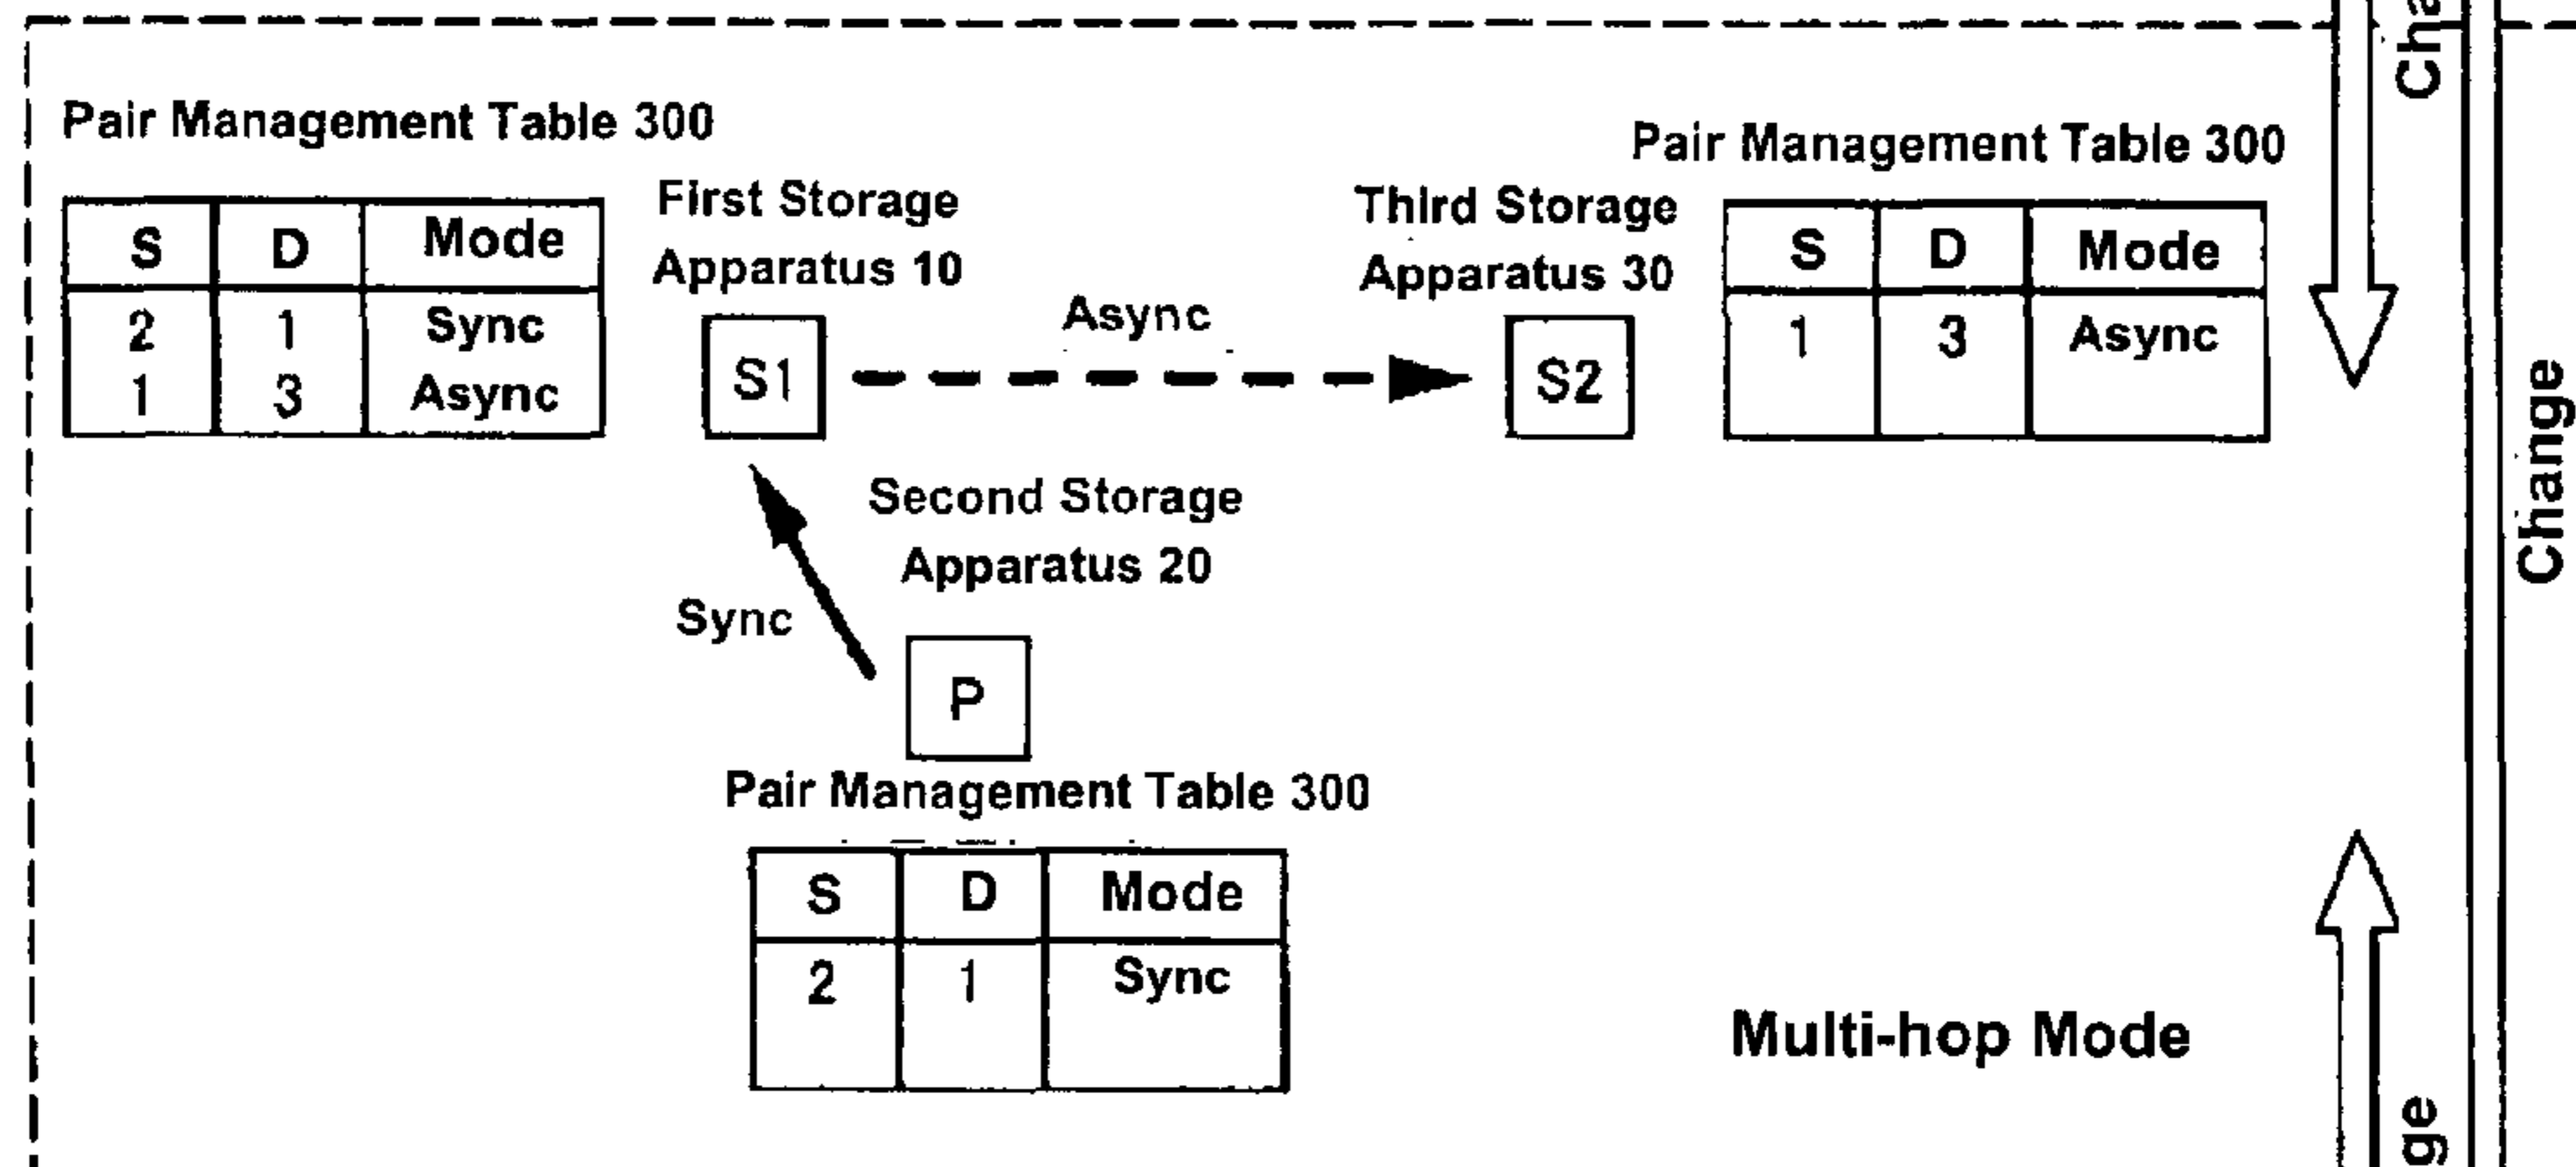 Pair Management Table 300
S D Mode
2 1 Sync
1 3 Async
First Storage
Apparatus 10
S1
Async
Third Storage
Apparatus 30
S2
Pair Management Table 300
S D Mode
1 3 Async
Second Storage
Apparatus 20
Sync
P
Pair Management Table 300
S D Mode
2 1 Sync
Multi-hop Mode
Change